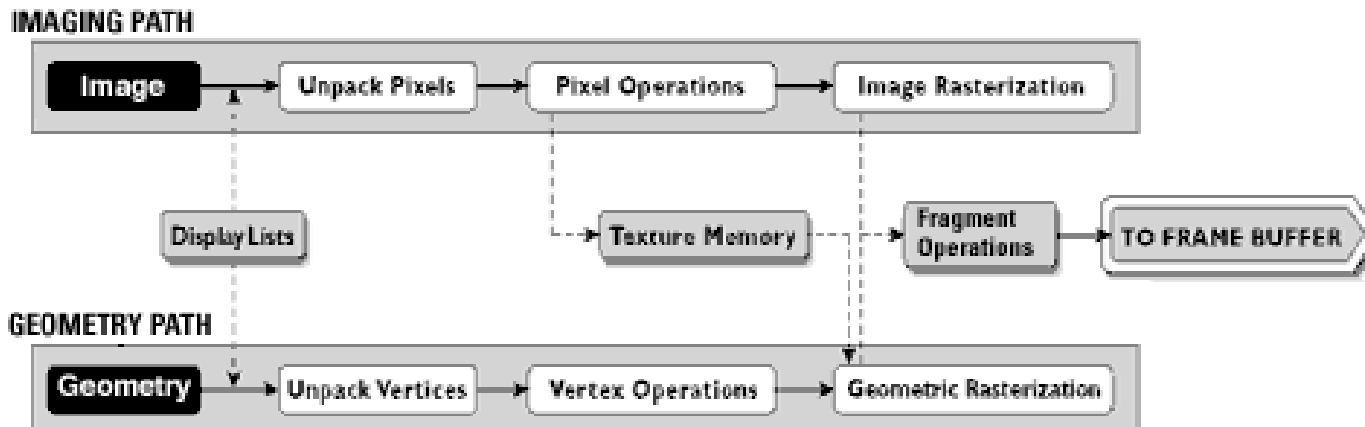 IMAGING PATH
Image
Unpack Pixels
Pixel Operations
Image Rasterization
Display Lists
Texture Memory
Fragment
Operations
TO FRAME BUFFER
GEOMETRY PATH
Geometry
Unpack Vertices
Vertex Operations
Geometric Rasterization